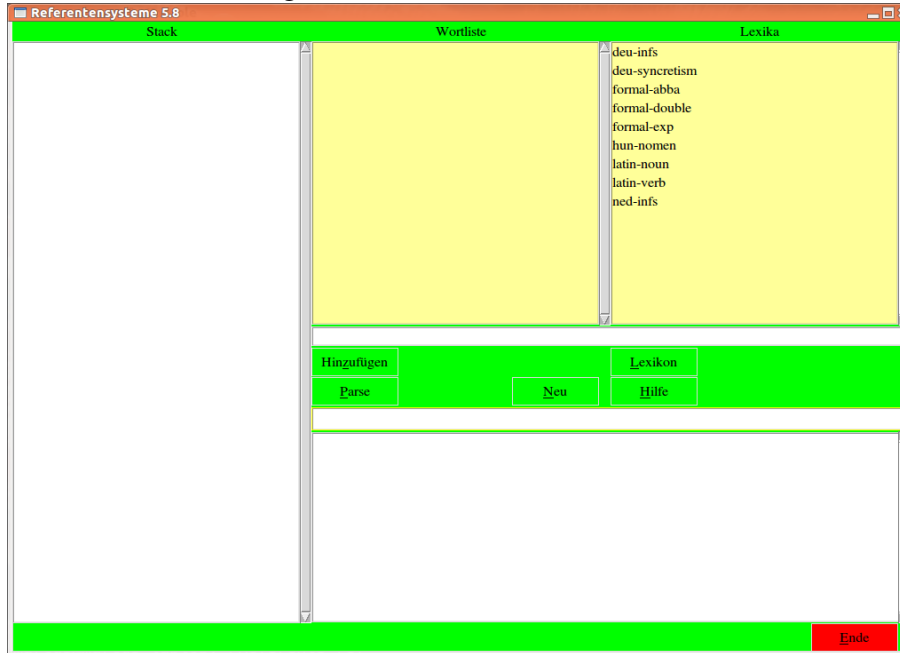 Referentensysteme 5.8
Stack Wortliste Lexika
deu-infs
deu-syncretism
formal-abba
formal-double
formal-exp
hun-nomen
latin-noun
latin-verb
ned-infs
Hinzufügen Lexikon
Parse Neu Hilfe
Ende